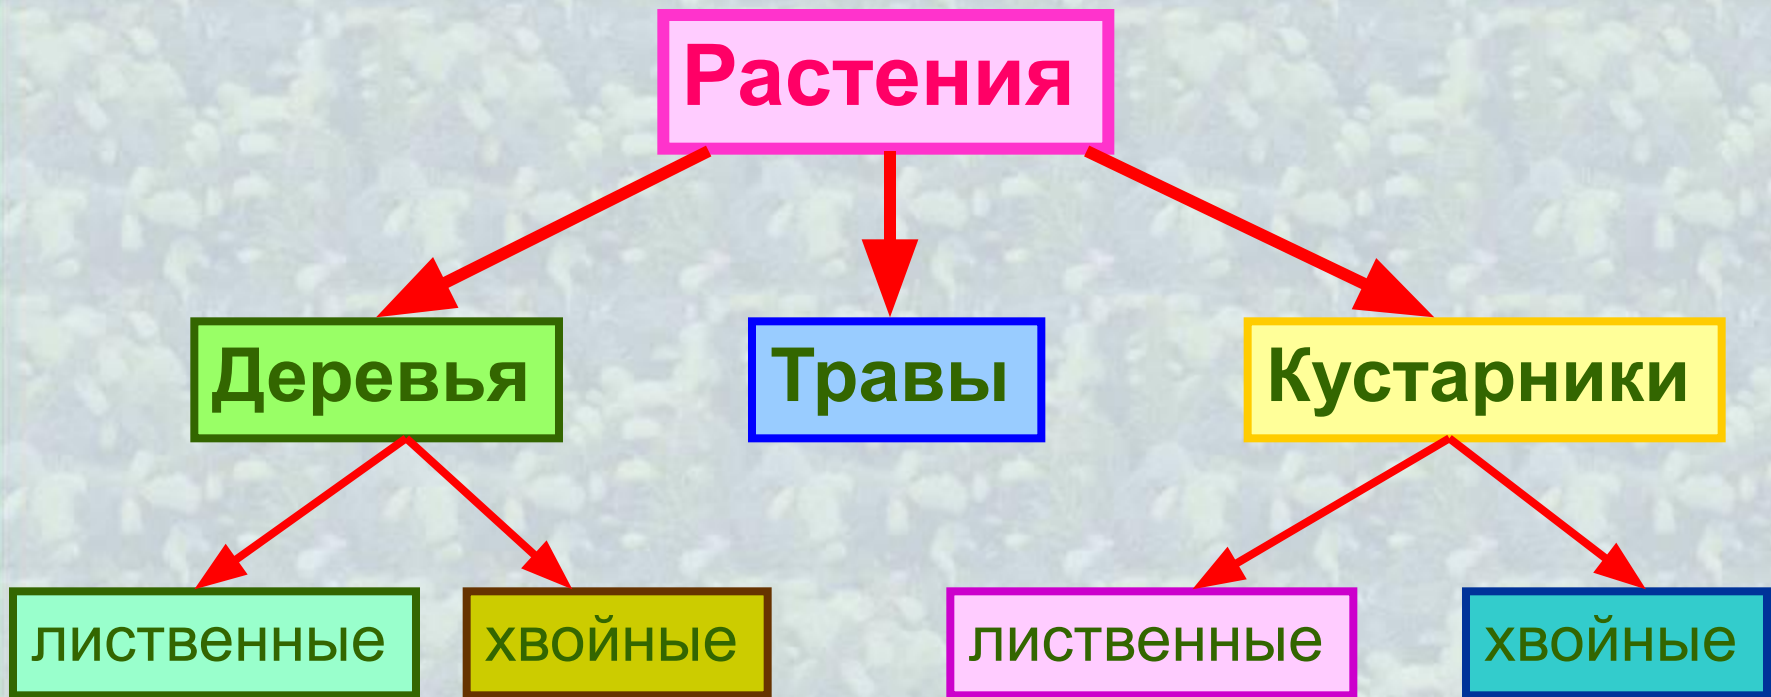 Растения
Деревья
Травы
Кустарники
лиственные
хвойные
лиственные
хвойные